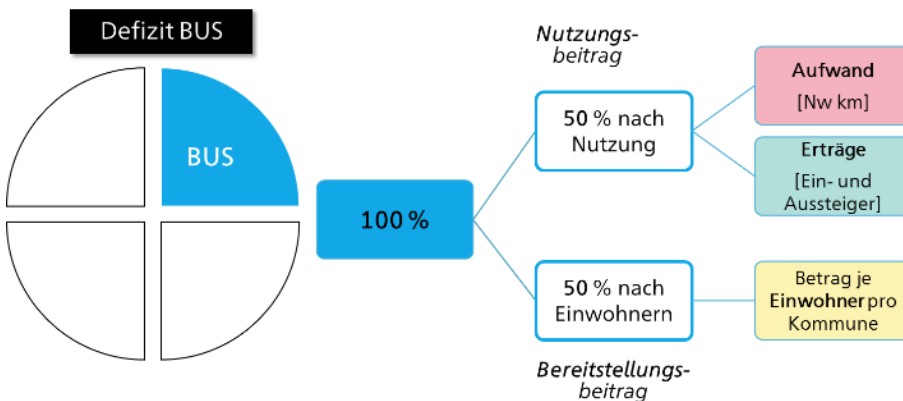 Defizit BUS
BUS
100 %
Nutzungs-
beitrag
50 % nach
Nutzung
Aufwand
[Nw km]
Erträge
[Ein- und
Aussteiger]
50 % nach
Einwohnern
Betrag je
Einwohner pro
Kommune
Bereitstellungs-
beitrag